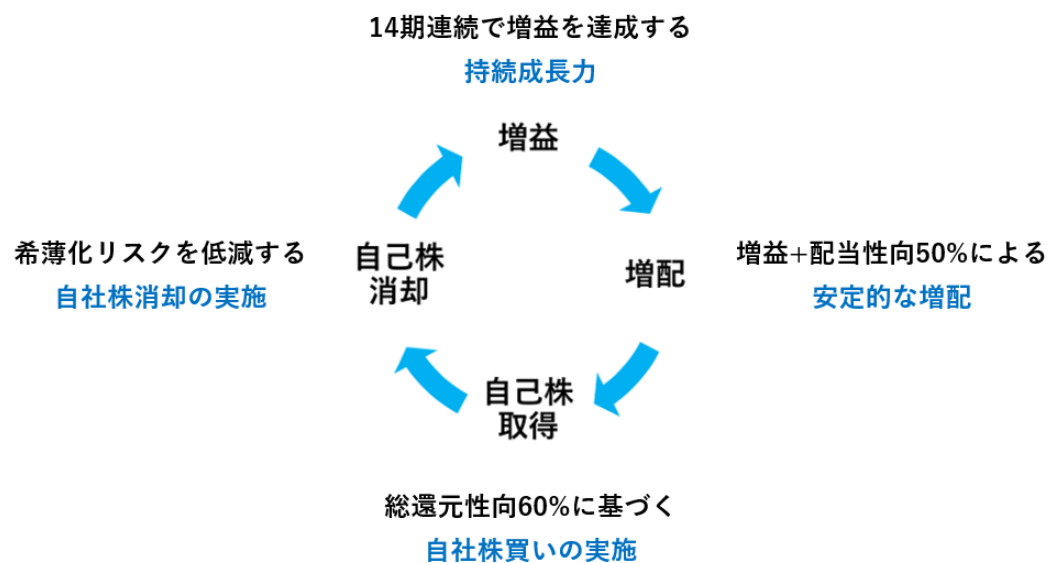 14期連続で増益を達成する
持続成長力
増益
希薄化リスクを低減する
自社株消却の実施
自己株
消却
増配
増益+配当性向50%による
安定的な増配
自己株
取得
総還元性向60%に基づく
自社株買いの実施